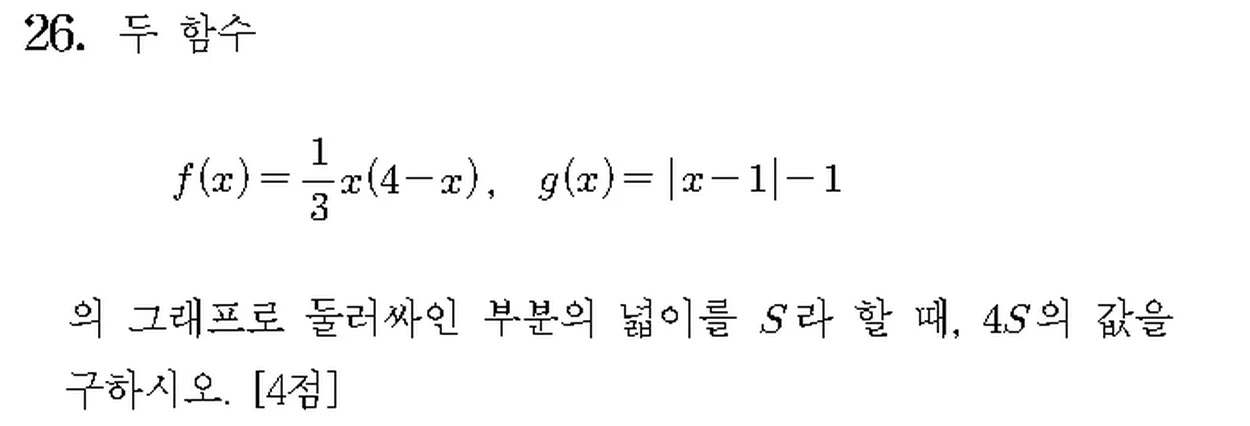 26. 두 함수
f(x)=\frac{1}{3}x(4-x), g(x)=|x-1|-1
의 그래프로 둘러싸인 부분의 넓이를 S라 할 때, 4S의 값을
구하시오. [4점]